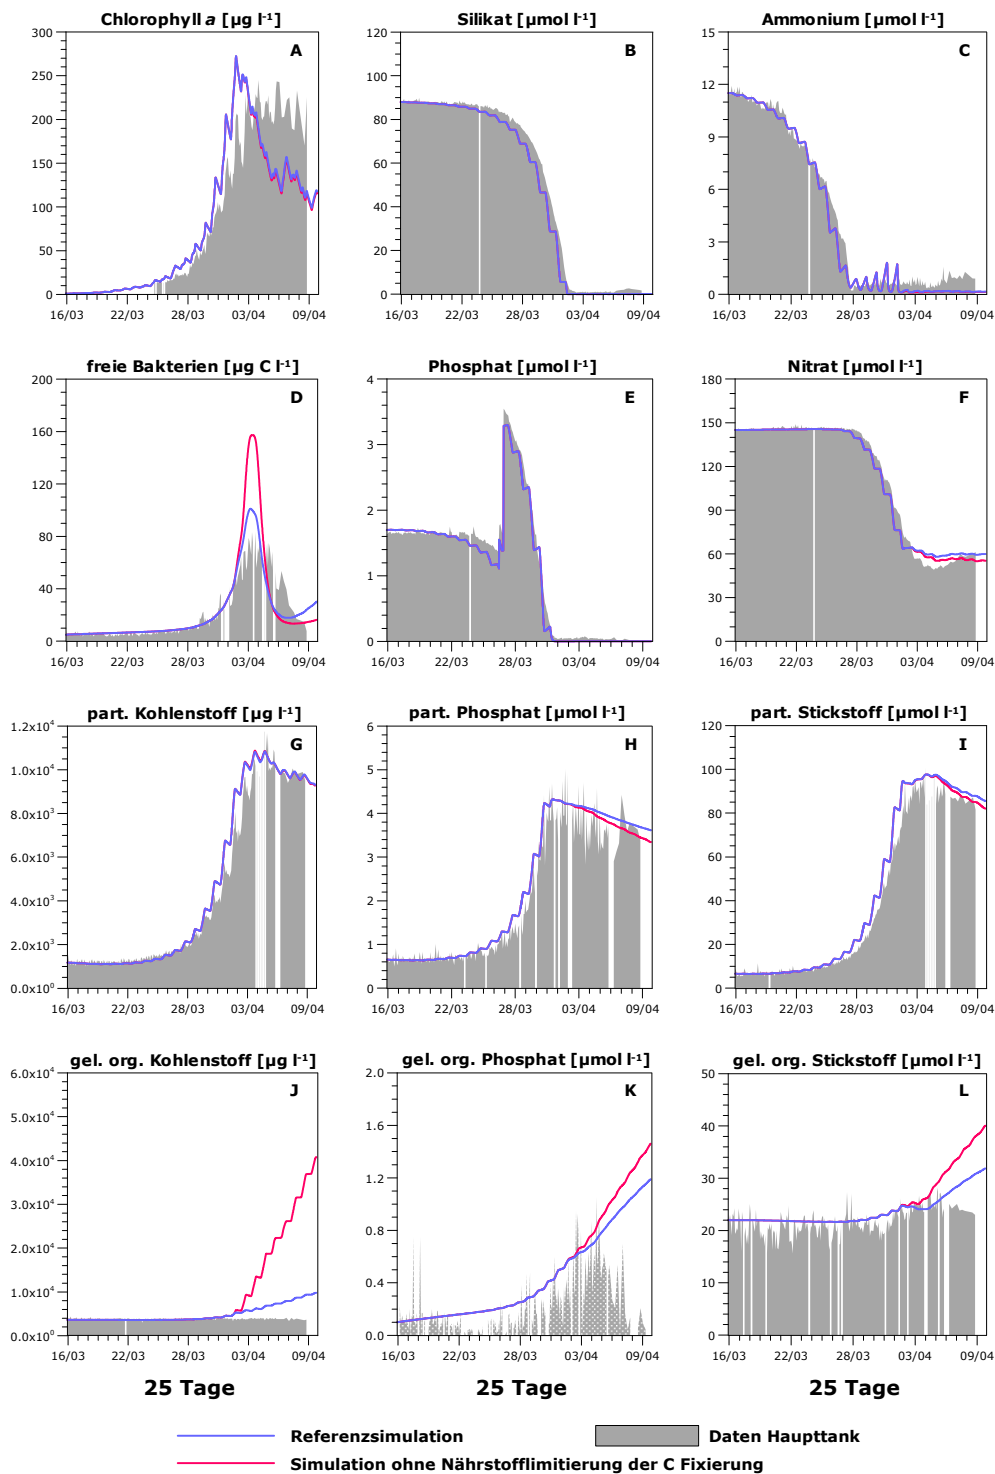 Chlorophyll a [µg l-1]
Silikat [µmol l-1]
Ammonium [µmol l-1]
300
250
200
150
100
50
0
A
16/03 22/03 28/03 03/04 09/04
120
100
80
60
40
20
0
B
16/03 22/03 28/03 03/04 09/04
15
12
9
6
3
0
C
16/03 22/03 28/03 03/04 09/04
freie Bakterien [µg C l-1]
Phosphat [µmol l-1]
Nitrat [µmol l-1]
200
160
120
80
40
0
D
16/03 22/03 28/03 03/04 09/04
4
3
2
1
0
E
16/03 22/03 28/03 03/04 09/04
180
150
120
90
60
30
0
F
16/03 22/03 28/03 03/04 09/04
part. Kohlenstoff [µg l-1]
part. Phosphat [µmol l-1]
part. Stickstoff [µmol l-1]
1.2x10⁴
1.0x10⁴
8.0x10³
6.0x10³
4.0x10³
2.0x10³
0.0x10⁰
G
16/03 22/03 28/03 03/04 09/04
6
5
4
3
2
1
0
H
16/03 22/03 28/03 03/04 09/04
120
100
80
60
40
20
0
I
16/03 22/03 28/03 03/04 09/04
gel. org. Kohlenstoff [µg l-1]
gel. org. Phosphat [µmol l-1]
gel. org. Stickstoff [µmol l-1]
6.0x10⁴
5.0x10⁴
4.0x10⁴
3.0x10⁴
2.0x10⁴
1.0x10⁴
0.0x10⁰
J
16/03 22/03 28/03 03/04 09/04
2.0
1.6
1.2
0.8
0.4
0.0
K
16/03 22/03 28/03 03/04 09/04
50
40
30
20
10
0
L
16/03 22/03 28/03 03/04 09/04
25 Tage
25 Tage
25 Tage
Referenzsimulation
Daten Haupttank
Simulation ohne Nährstofflimitierung der C Fixierung